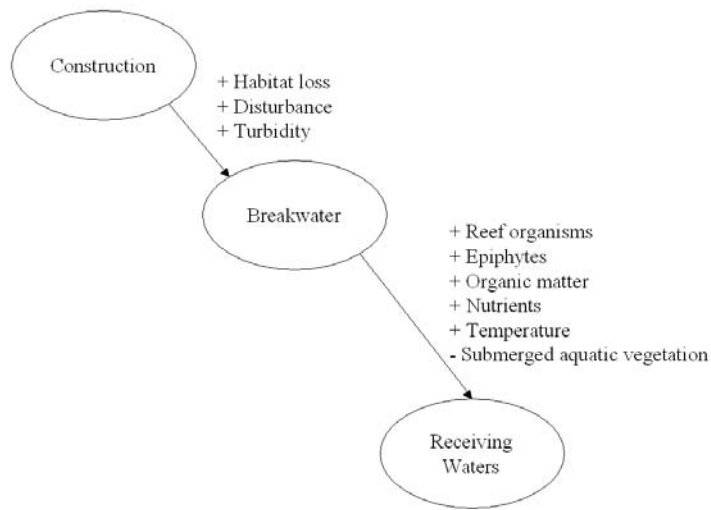 Construction
+ Habitat loss
+ Disturbance
+ Turbidity
Breakwater
+ Reef organisms
+ Epiphytes
+ Organic matter
+ Nutrients
+ Temperature
- Submerged aquatic vegetation
Receiving
Waters